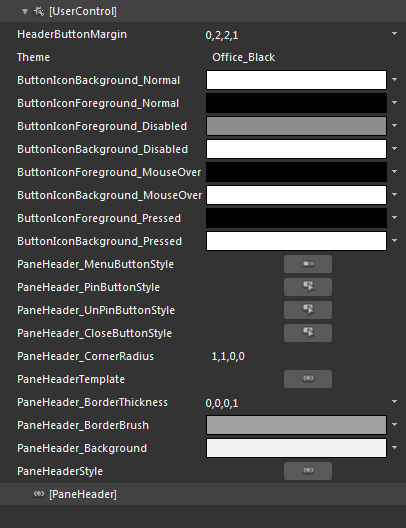 [UserControl]
HeaderButtonMargin 0,2,2,1
Theme Office_Black
ButtonIconBackground_Normal
ButtonIconForeground_Normal
ButtonIconForeground_Disabled
ButtonIconBackground_Disabled
ButtonIconForeground_MouseOver
ButtonIconBackground_MouseOver
ButtonIconForeground_Pressed
ButtonIconBackground_Pressed
PaneHeader_MenuButtonStyle
PaneHeader_PinButtonStyle
PaneHeader_UnPinButtonStyle
PaneHeader_CloseButtonStyle
PaneHeader_CornerRadius 1,1,0,0
PaneHeaderTemplate
PaneHeader_BorderThickness 0,0,0,1
PaneHeader_BorderBrush
PaneHeader_Background
PaneHeaderStyle
[PaneHeader]